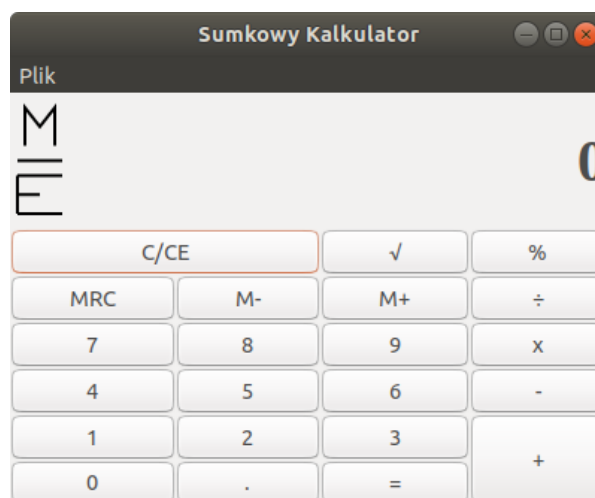 Sumkowy Kalkulator
Plik
M
0
—
E
C/CE √ %
MRC M- M+ ÷
7 8 9 x
4 5 6 -
1 2 3
+
0 . =